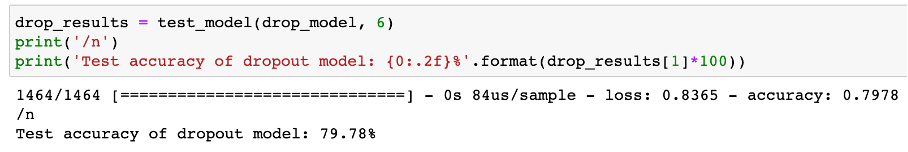 drop_results = test_model(drop_model, 6)
print('/n')
print('Test accuracy of dropout model: {0:.2f}%'.format(drop_results[1]*100))
1464/1464 [==============================] - 0s 84us/sample - loss: 0.8365 - accuracy: 0.7978
/n
Test accuracy of dropout model: 79.78%